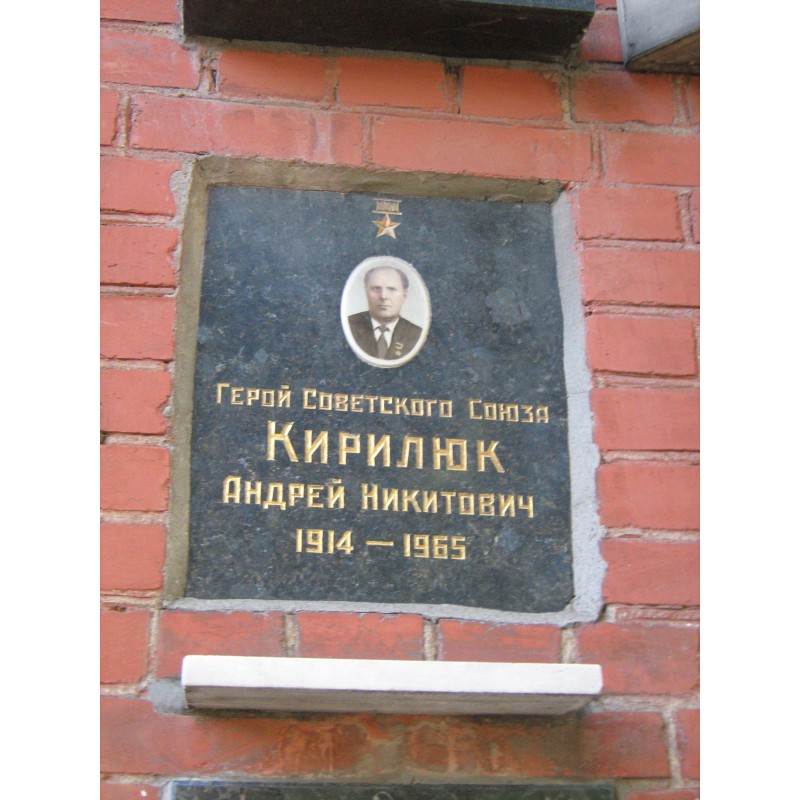 Герой Советского Союза
Кирилюк
Андрей Никитович
1914 — 1965